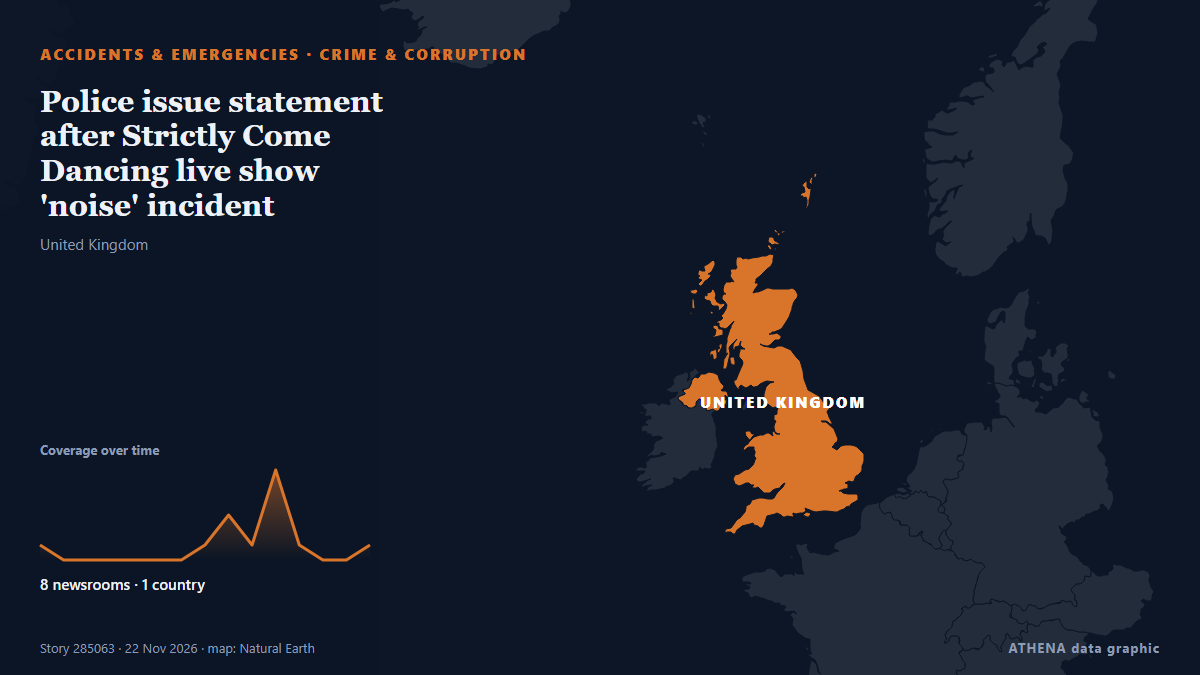 ACCIDENTS & EMERGENCIES · CRIME & CORRUPTION
Police issue statement
after Strictly Come
Dancing live show
'noise' incident
United Kingdom
UNITED KINGDOM
Coverage over time
8 newsrooms · 1 country
Story 285063 · 22 Nov 2026 · map: Natural Earth
ATHENA data graphic